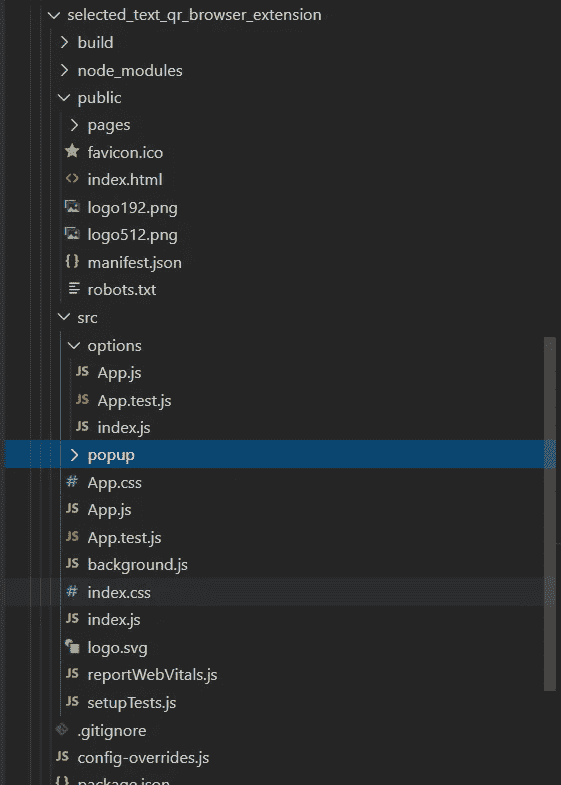 selected_text_qr_browser_extension
build
node_modules
public
pages
favicon.ico
<> index.html
logo192.png
logo512.png
{} manifest.json
robots.txt
src
options
JS App.js
JS App.test.js
JS index.js
popup
# App.css
JS App.js
JS App.test.js
JS background.js
# index.css
JS index.js
logo.svg
JS reportWebVitals.js
JS setupTests.js
.gitignore
JS config-overrides.js
{} package.json